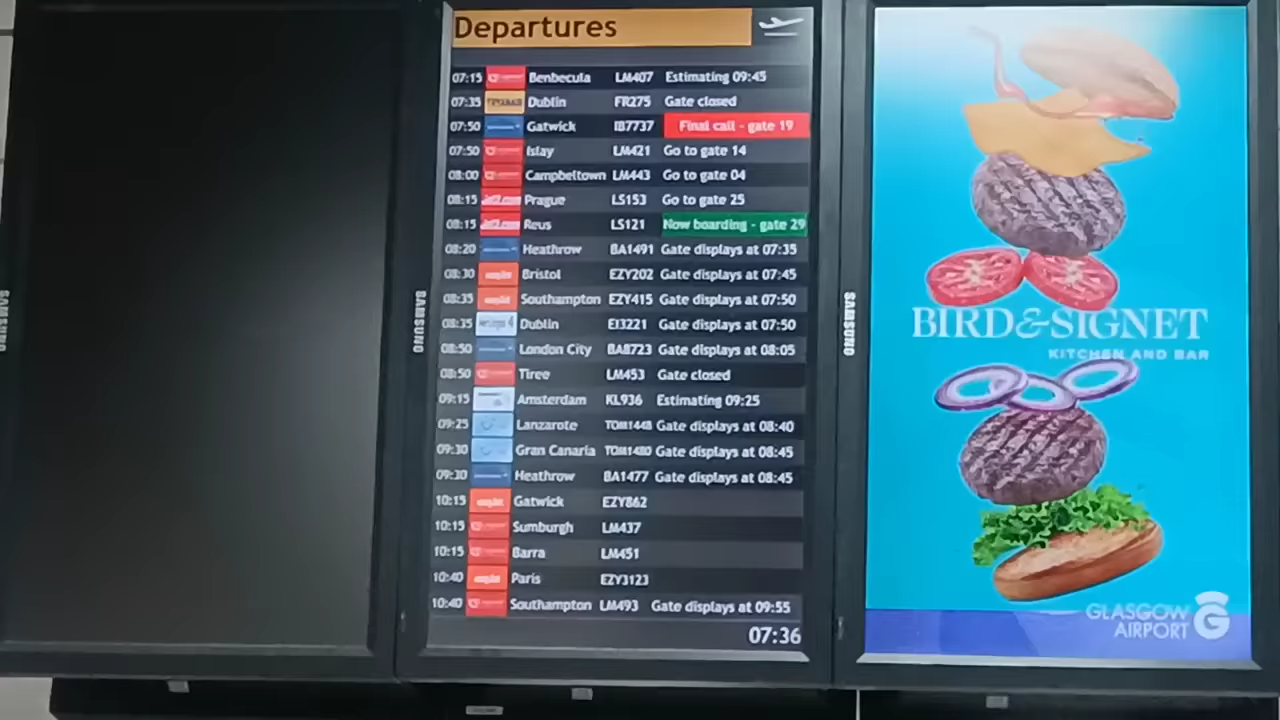 Departures
07:15 Benbecula LM407 Estimating 09:45
07:35 Dublin FR275 Gate closed
07:50 Gatwick IB7737 Final call - gate 19
07:50 Islay LM421 Go to gate 14
08:00 Campbeltown LM443 Go to gate 04
08:15 Jet2.com Prague LS153 Go to gate 25
08:15 Jet2.com Reus LS121 Now boarding - gate 29
08:20 Heathrow BA1491 Gate displays at 07:35
08:30 Bristol EZY202 Gate displays at 07:45
08:35 Southampton EZY415 Gate displays at 07:50
08:35 Dublin EI3221 Gate displays at 07:50
08:50 London City BA8723 Gate displays at 08:05
08:50 Tiree LM453 Gate closed
09:15 Amsterdam KL936 Estimating 09:25
09:25 Lanzarote TOM1448 Gate displays at 08:40
09:30 Gran Canaria TOM1480 Gate displays at 08:45
09:30 Heathrow BA1477 Gate displays at 08:45
10:15 Gatwick EZY862
10:15 Sumburgh LM437
10:15 Barra LM451
10:40 Paris EZY3123
10:40 Southampton LM493 Gate displays at 09:55
07:36
SAMSUNG
SAMSUNG
SAMSUNG
BIRD&SIGNET
KITCHEN AND BAR
GLASGOW
AIRPORT